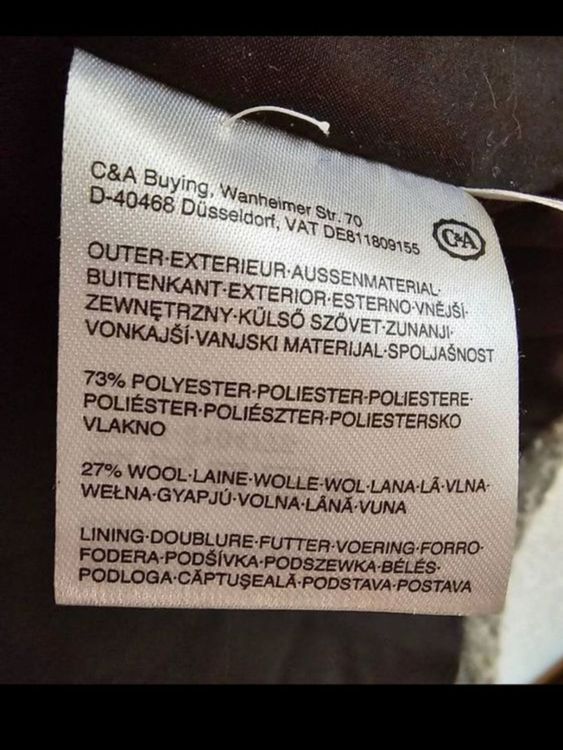 C&A Buying, Wanheimer Str. 70
D-40468 Düsseldorf, VAT DE811809155
C&A
OUTER·EXTERIEUR·AUSSENMATERIAL·
BUITENKANT·EXTERIOR·ESTERNO·VNĚJŠÍ·
ZEWNĘTRZNY·KÜLSŐ SZÖVET·ZUNANJI·
VONKAJŠÍ·VANJSKI MATERIJAL·SPOLJAŠNOST
73% POLYESTER·POLIESTER·POLIESTERE·
POLIÉSTER·POLIÉSZTER·POLIESTERSKO
VLAKNO
27% WOOL·LAINE·WOLLE·WOL·LANA·LÃ·VLNA·
WEŁNA·GYAPJÚ·VOLNA·LÂNĂ·VUNA
LINING·DOUBLURE·FUTTER·VOERING·FORRO·
FODERA·PODŠÍVKA·PODSZEWKA·BÉLÉS·
PODLOGA·CĂPTUŞEALĂ·PODSTAVA·POSTAVA